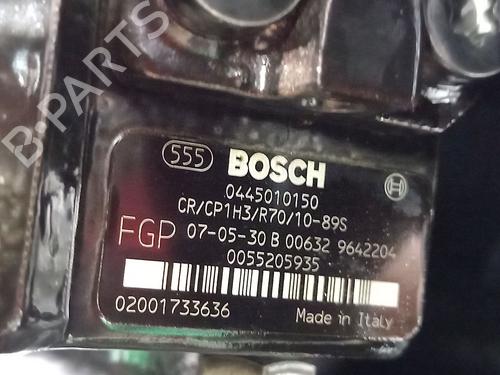 B-PARTS
555 BOSCH
0445010150
CR/CP1H3/R70/10-89S
FGP 07-05-30 B 00632 9642204
0055205935
02001733636 Made in Italy